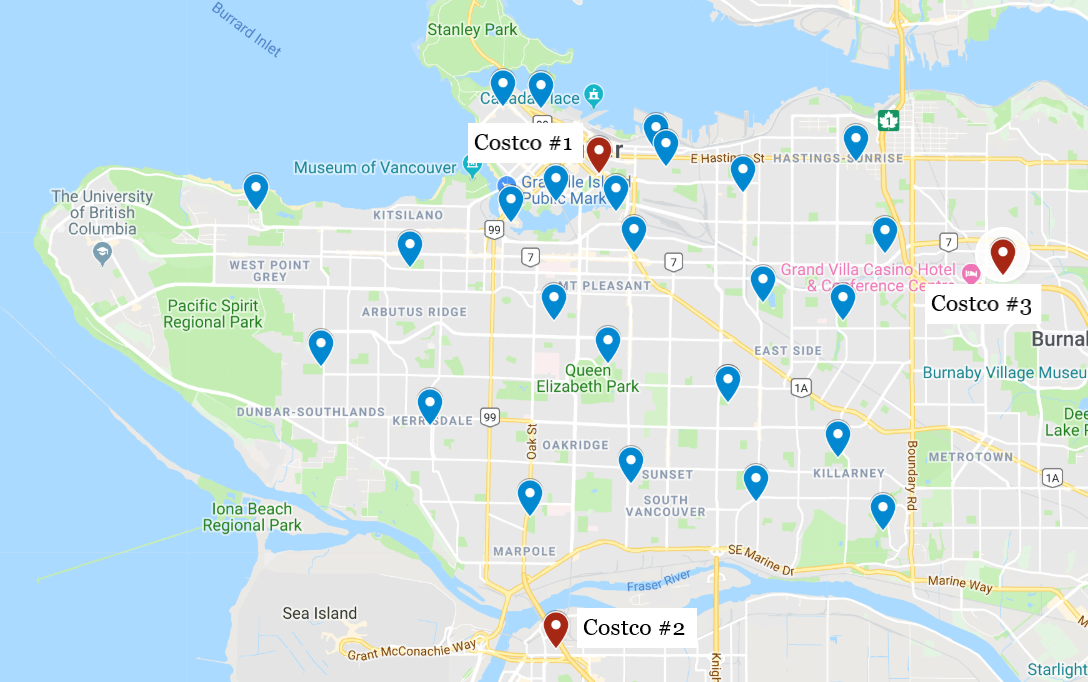 Burrard Inlet
Stanley Park
Canada Place
99
1
Costco #1
E Hastings St
HASTINGS-SUNRISE
Museum of Vancouver
Granville Island
Public Market
The University
of British
Columbia
KITSILANO
99
7
7
7
WEST POINT
GREY
Grand Villa Casino Hotel
& Conference Centre
MT PLEASANT
Costco #3
Pacific Spirit
Regional Park
ARBUTUS RIDGE
Burnab
EAST SIDE
Queen
Elizabeth Park
Burnaby Village Museu
1A
DUNBAR-SOUTHLANDS
KERRISDALE
99
Dee
Lake P
Oak St
OAKRIDGE
Boundary Rd
METROTOWN
SUNSET
KILLARNEY
1A
SOUTH
VANCOUVER
Iona Beach
Regional Park
MARPOLE
SE Marine Dr
Fraser River
Marine Way
Sea Island
Costco #2
Grant McConachie Way
Knigh
Starlight